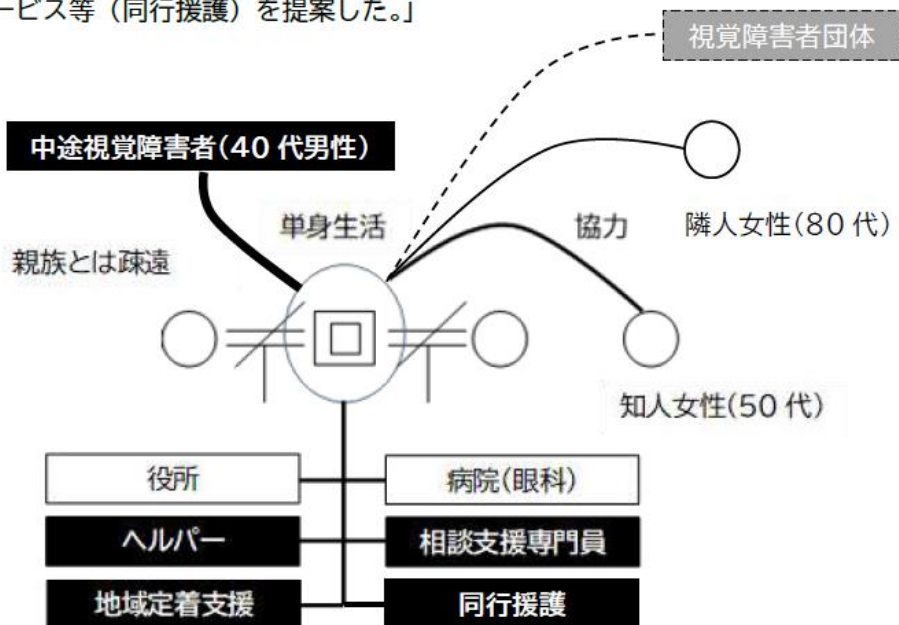 ービス等（同行援護）を提案した。」
視覚障害者団体
中途視覚障害者（40代男性）
単身生活
協力
隣人女性（80代）
親族とは疎遠
知人女性（50代）
役所
病院（眼科）
ヘルパー
相談支援専門員
地域定着支援
同行援護